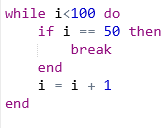 while i<100 do
    if i == 50 then
        break
    end
    i = i + 1
end